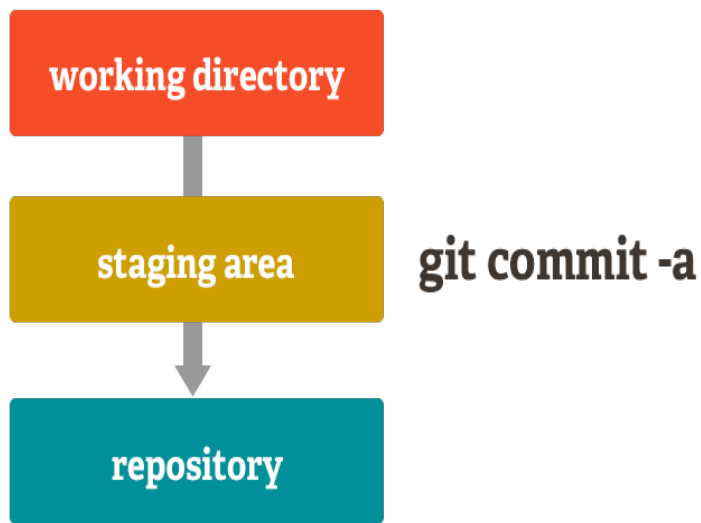 working directory
staging area
git commit -a
repository